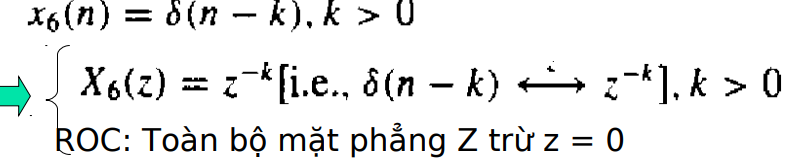 x₆(n) = δ(n − k), k > 0
X₆(z) = z⁻ᵏ[i.e., δ(n − k) ⟷ z⁻ᵏ], k > 0
ROC: Toàn bộ mặt phẳng Z trừ z = 0